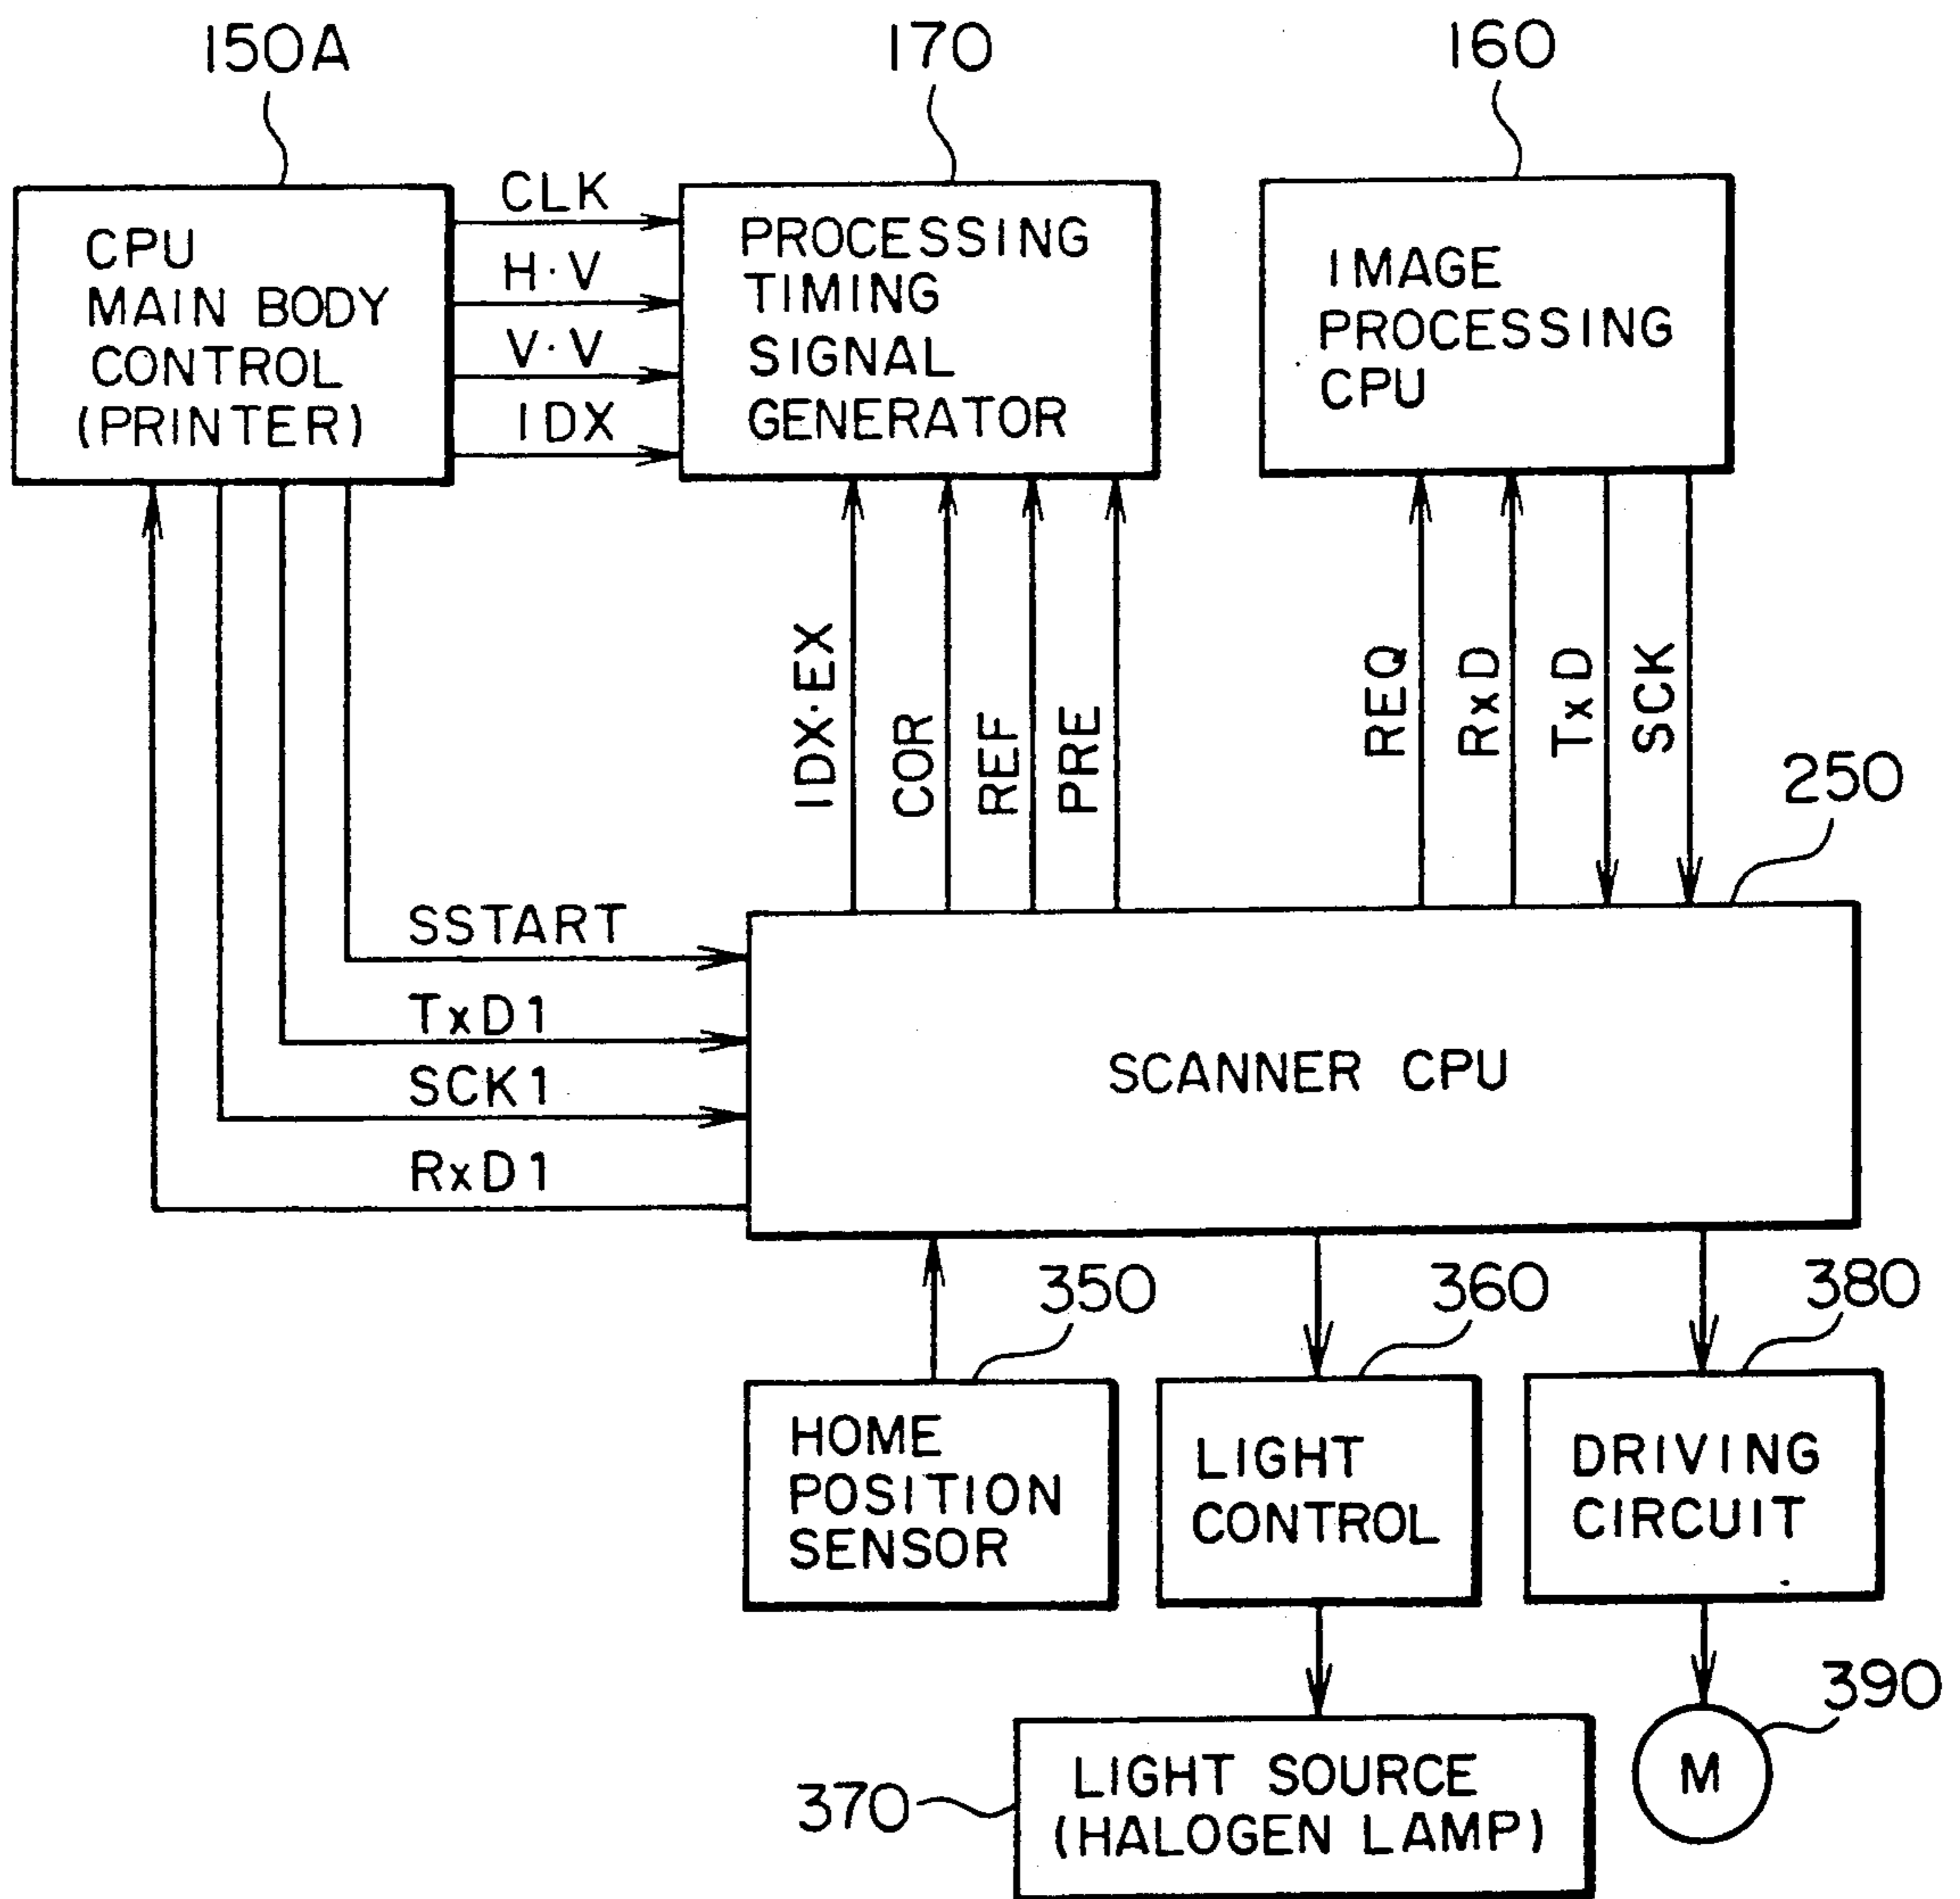 150A
170
160
CPU
MAIN BODY
CONTROL
(PRINTER)
CLK
H·V
V·V
IDX
PROCESSING
TIMING
SIGNAL
GENERATOR
IMAGE
PROCESSING
CPU
IDX·EX
COR
REF
PRE
REQ
RxD
TxD
SCK
250
SSTART
TxD1
SCK1
RxD1
SCANNER CPU
350
360
380
HOME
POSITION
SENSOR
LIGHT
CONTROL
DRIVING
CIRCUIT
390
370
LIGHT SOURCE
(HALOGEN LAMP)
M